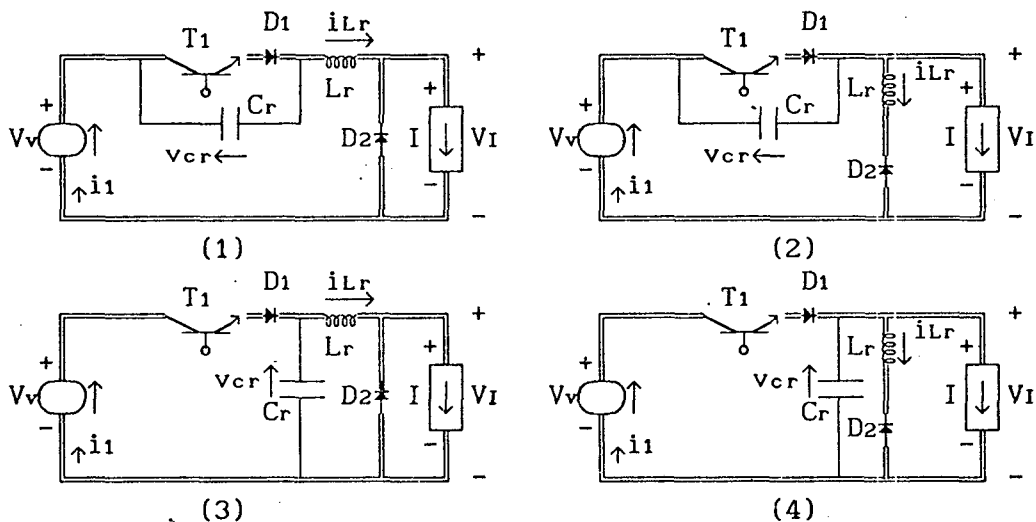 D1 iLr
T1
+
+ Vv −
Cr
Lr
D2
+ I − VI
vcr
i1
−
(1)
D1
T1
+
+ Vv −
Cr
Lr
iLr
D2
+ I − VI
vcr
i1
−
(2)
D1 iLr
T1
+
+ Vv −
vcr
Cr
Lr
D2
+ I − VI
i1
−
(3)
D1
T1
+
+ Vv −
vcr
Cr
Lr
iLr
D2
+ I − VI
i1
−
(4)